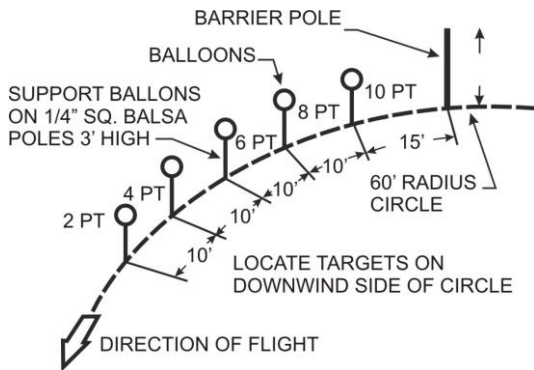 BARRIER POLE
BALLOONS
SUPPORT BALLONS
ON 1/4" SQ. BALSA
POLES 3' HIGH
10 PT
8 PT
6 PT
4 PT
2 PT
15'
10'
10'
10'
10'
60' RADIUS
CIRCLE
LOCATE TARGETS ON
DOWNWIND SIDE OF CIRCLE
DIRECTION OF FLIGHT